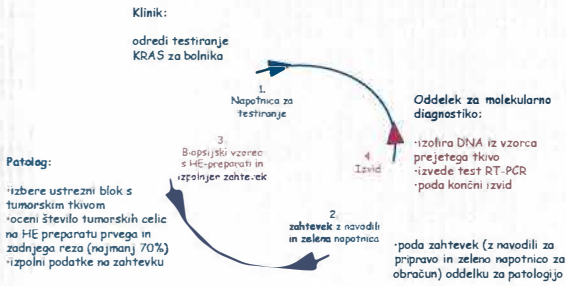 Klinik:
odredi testiranje
KRAS za bolnika
1.
Napotnica za
testiranje
Oddelek za molekularno
diagnostiko:
•izolira DNA iz vzorca
prejetega tkiva
•izvede test RT-PCR
•poda končni izvid
3.
Biopsijski vzorec
s HE-preparati in
izpolnjen zahtevek
4.
Izvid
Patolog:
•izbere ustrezni blok s
tumorskim tkivom
•oceni število tumorskih celic
na HE preparatu prvega in
zadnjega reza (najmanj 70%)
•izpolni podatke na zahtevku
2.
zahtevek z navodili
in zelena napotnica
•poda zahtevek (z navodili za
pripravo in zeleno napotnico za
obračun) oddelku za patologijo